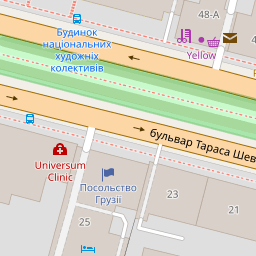 48-А
Будинок
національних
художніх
колективів
Yellow
бульвар Тараса Шев
Universum
Clinic
Посольство
Грузії
23
21
25